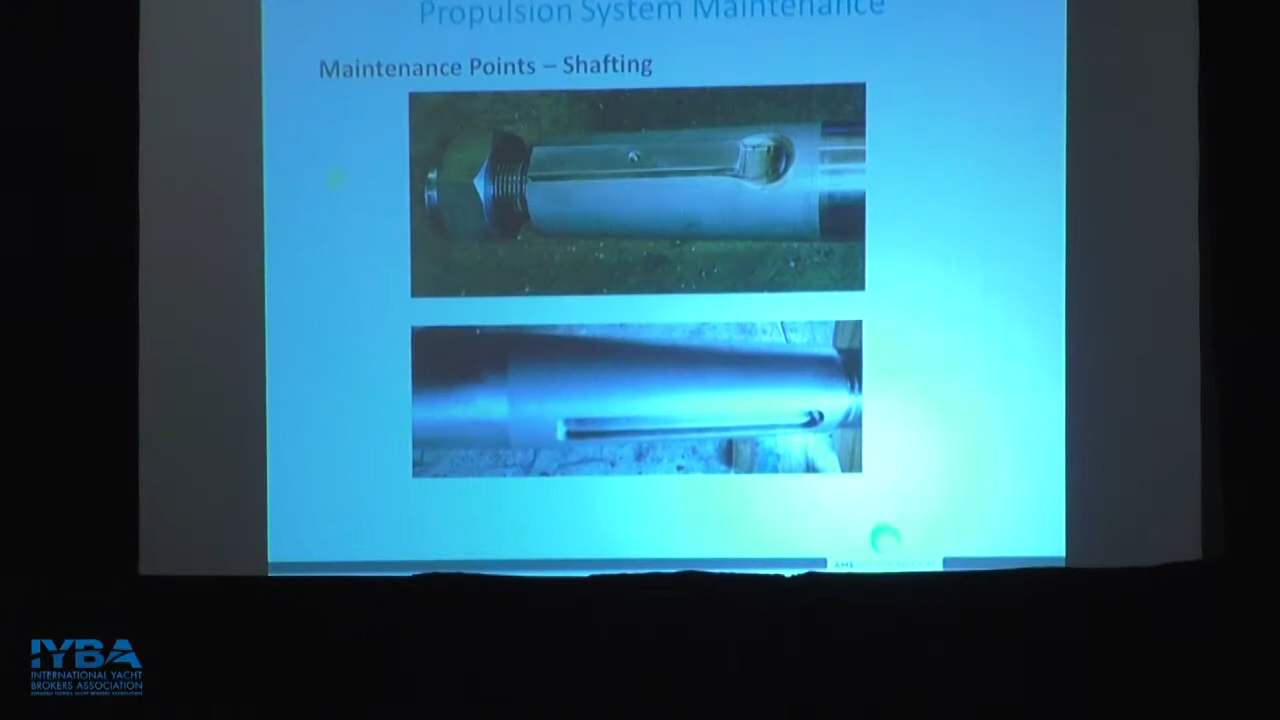 Propulsion System Maintenance
Maintenance Points – Shafting
IYBA
INTERNATIONAL YACHT
BROKERS ASSOCIATION